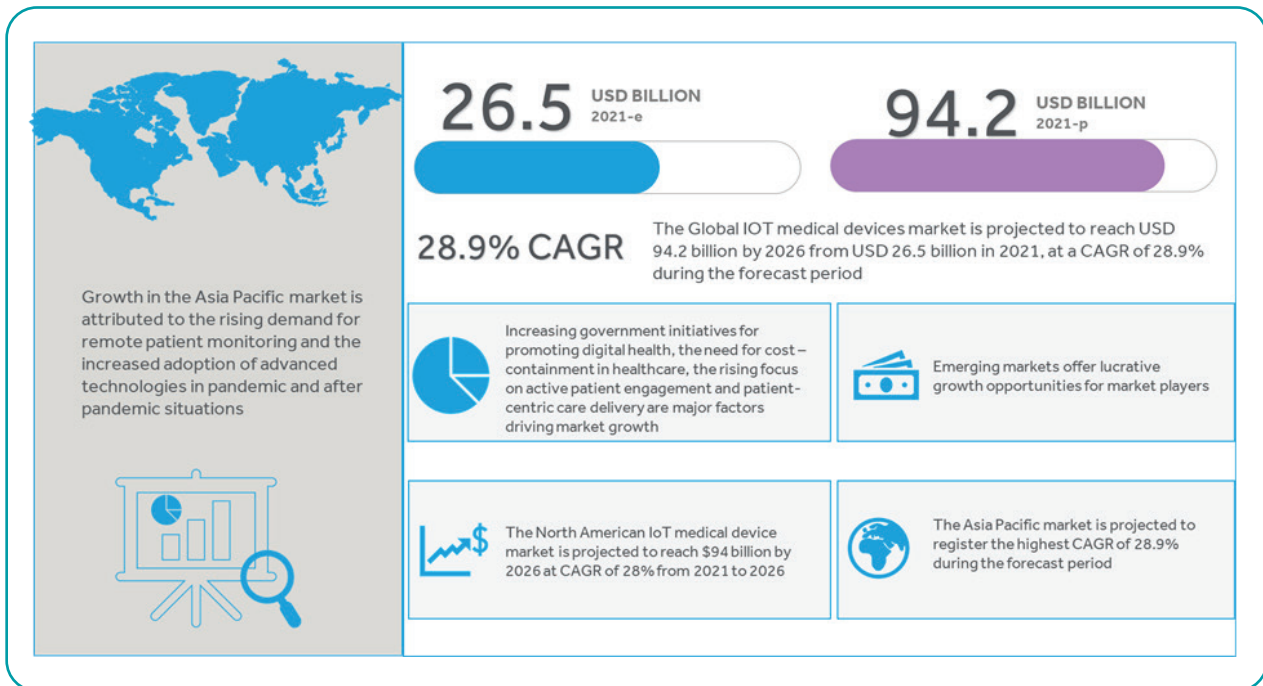 26.5
USD BILLION
2021-e
94.2
USD BILLION
2021-p
28.9% CAGR
The Global IOT medical devices market is projected to reach USD
94.2 billion by 2026 from USD 26.5 billion in 2021, at a CAGR of 28.9%
during the forecast period
Growth in the Asia Pacific market is
attributed to the rising demand for
remote patient monitoring and the
increased adoption of advanced
technologies in pandemic and after
pandemic situations
Increasing government initiatives for
promoting digital health, the need for cost –
containment in healthcare, the rising focus
on active patient engagement and patient-
centric care delivery are major factors
driving market growth
Emerging markets offer lucrative
growth opportunities for market players
$
The North American IoT medical device
market is projected to reach $94 billion by
2026 at CAGR of 28% from 2021 to 2026
The Asia Pacific market is projected to
register the highest CAGR of 28.9%
during the forecast period